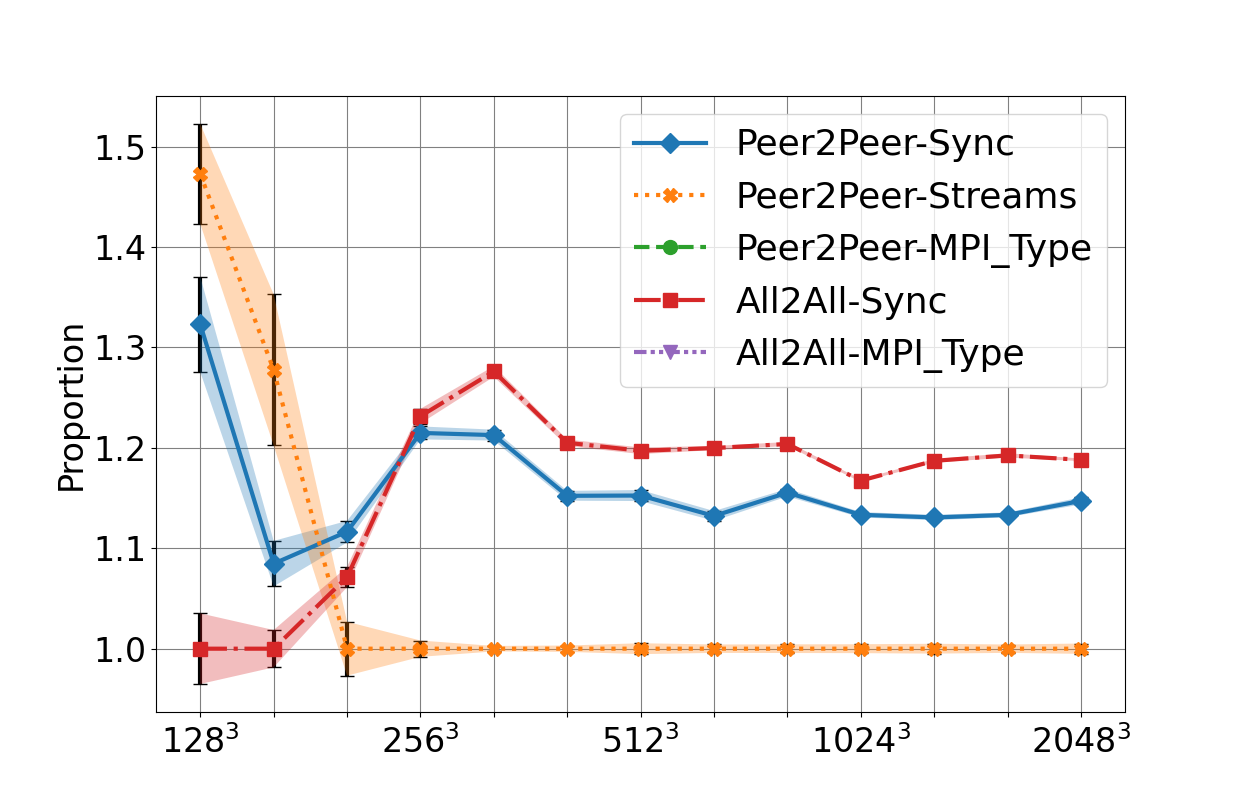 Proportion
1.5
1.4
1.3
1.2
1.1
1.0
128³
256³
512³
1024³
2048³
Peer2Peer-Sync
Peer2Peer-Streams
Peer2Peer-MPI_Type
All2All-Sync
All2All-MPI_Type